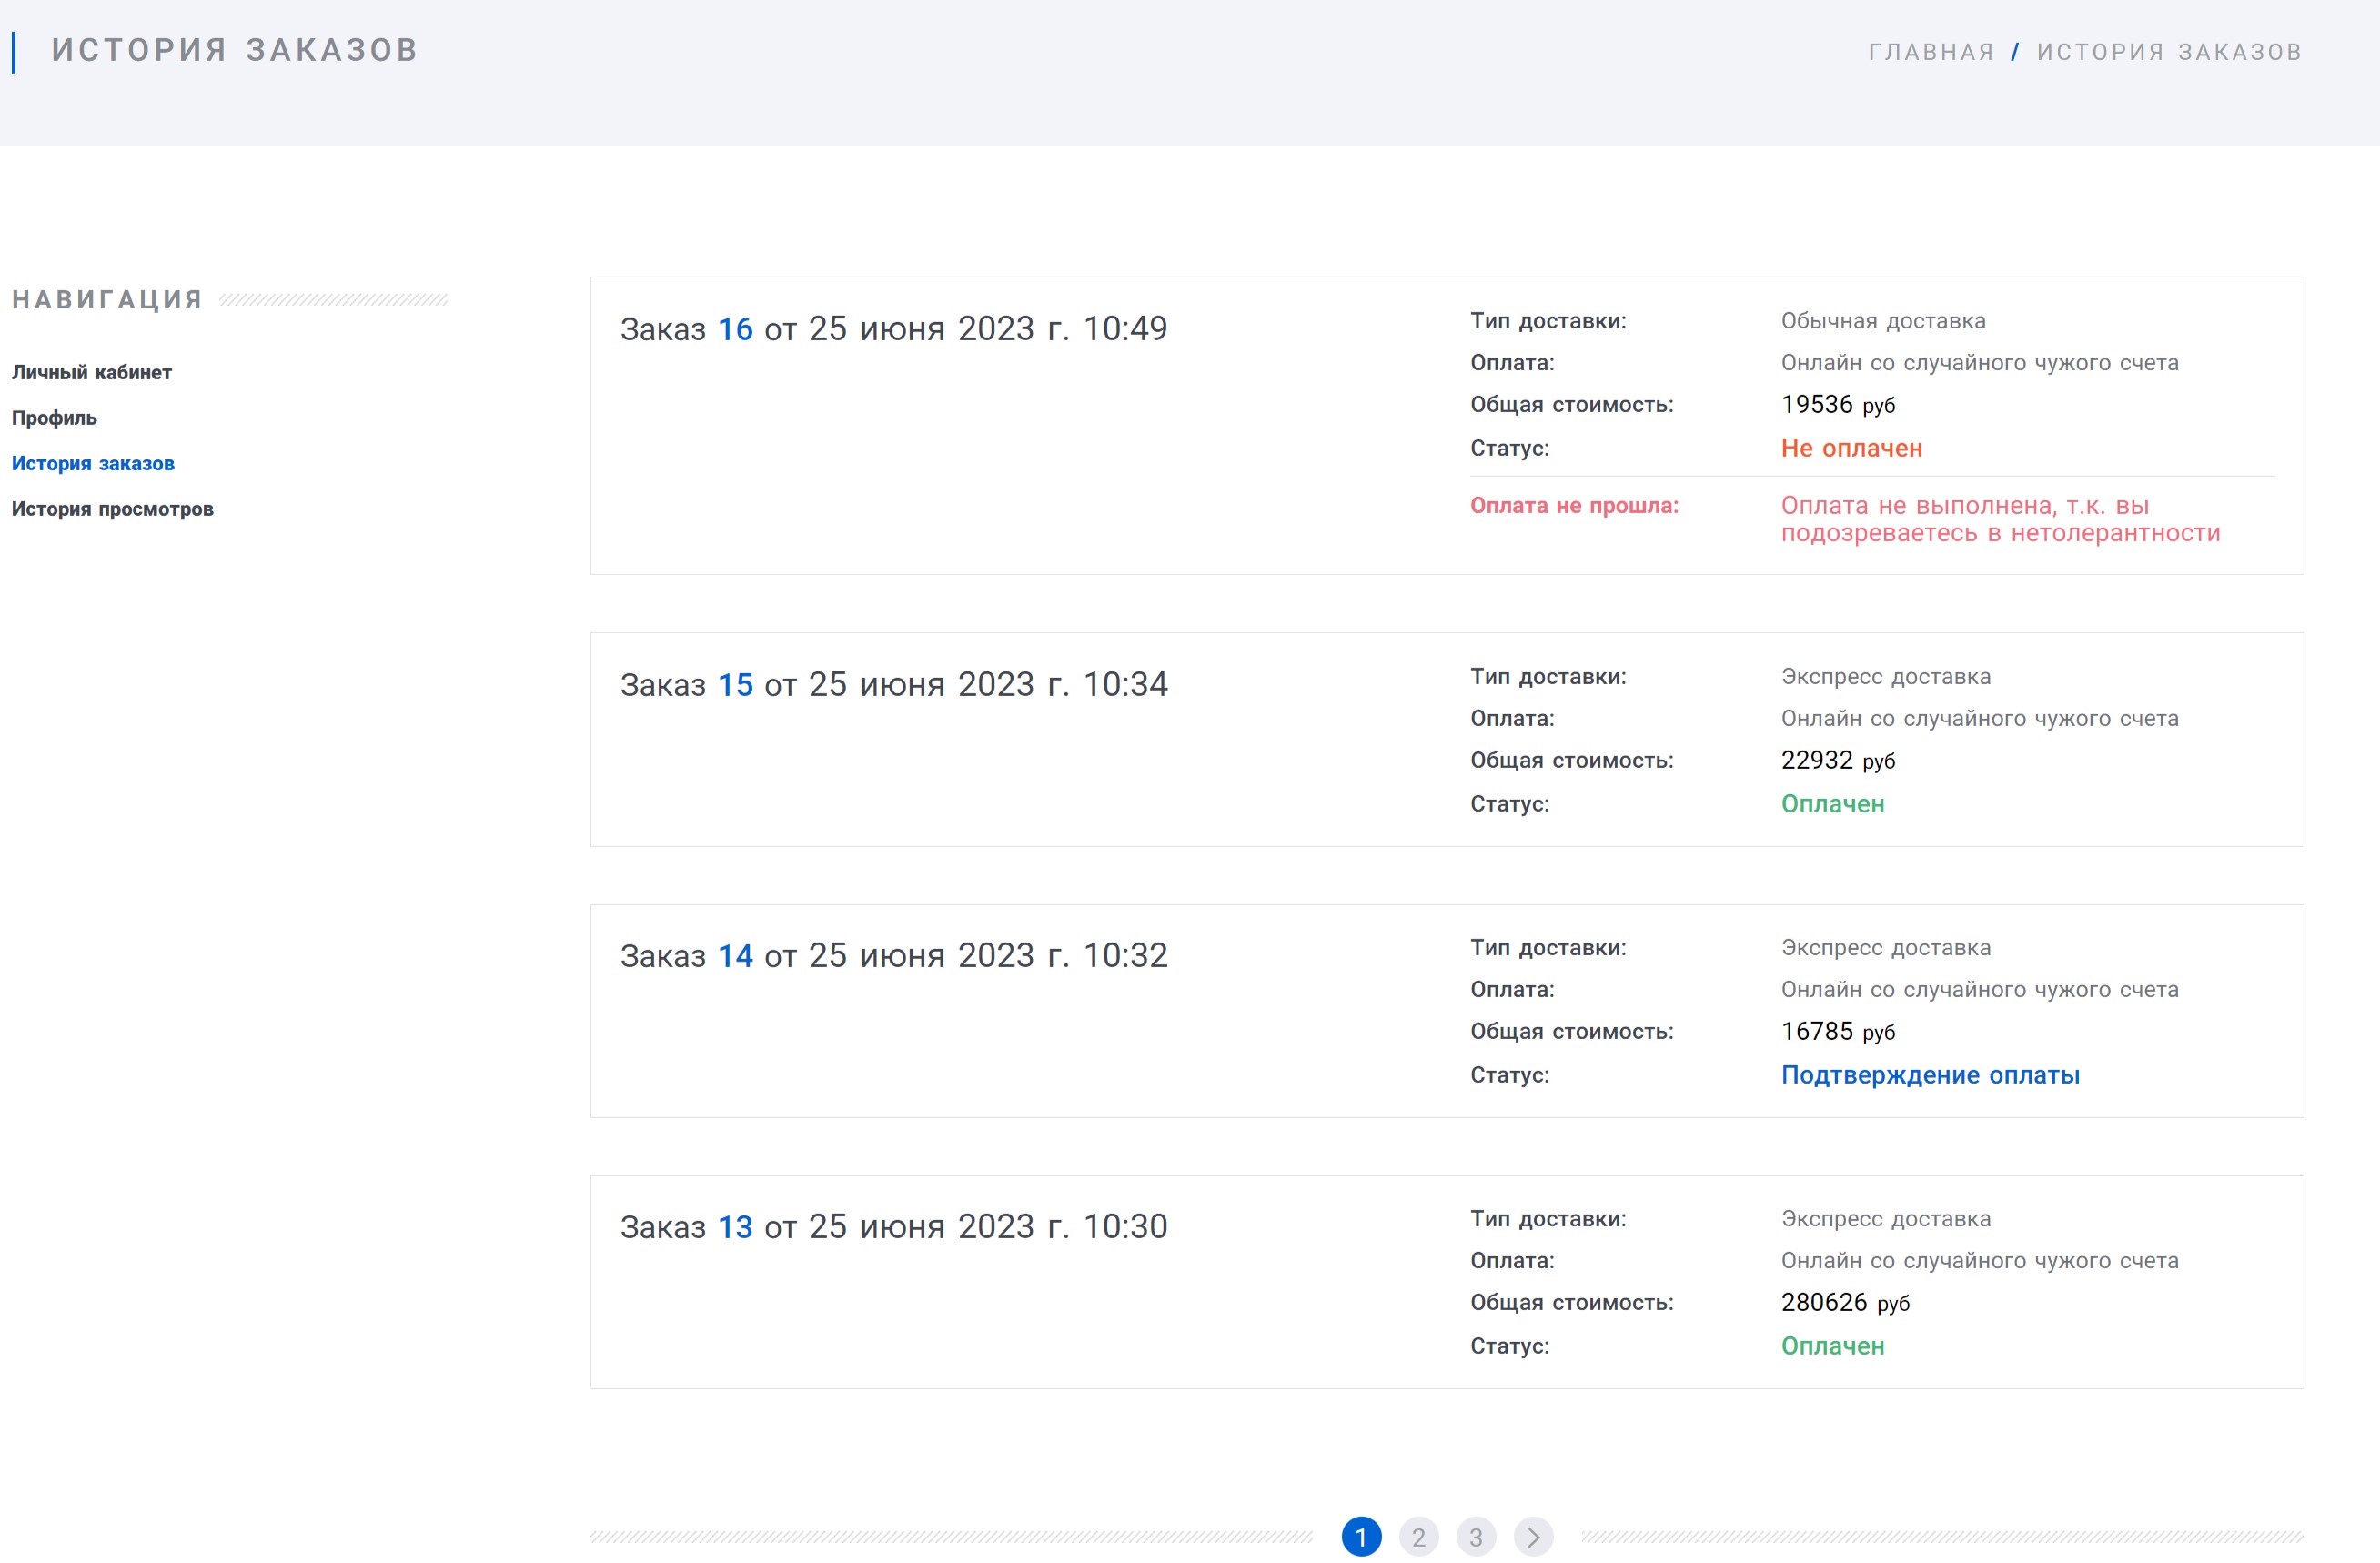 ИСТОРИЯ ЗАКАЗОВ
ГЛАВНАЯ / ИСТОРИЯ ЗАКАЗОВ
НАВИГАЦИЯ
Личный кабинет
Профиль
История заказов
История просмотров
Заказ 16 от 25 июня 2023 г. 10:49
Тип доставки: Обычная доставка
Оплата: Онлайн со случайного чужого счета
Общая стоимость: 19536 руб
Статус: Не оплачен
Оплата не прошла: Оплата не выполнена, т.к. вы
подозреваетесь в нетолерантности
Заказ 15 от 25 июня 2023 г. 10:34
Тип доставки: Экспресс доставка
Оплата: Онлайн со случайного чужого счета
Общая стоимость: 22932 руб
Статус: Оплачен
Заказ 14 от 25 июня 2023 г. 10:32
Тип доставки: Экспресс доставка
Оплата: Онлайн со случайного чужого счета
Общая стоимость: 16785 руб
Статус: Подтверждение оплаты
Заказ 13 от 25 июня 2023 г. 10:30
Тип доставки: Экспресс доставка
Оплата: Онлайн со случайного чужого счета
Общая стоимость: 280626 руб
Статус: Оплачен
1 2 3